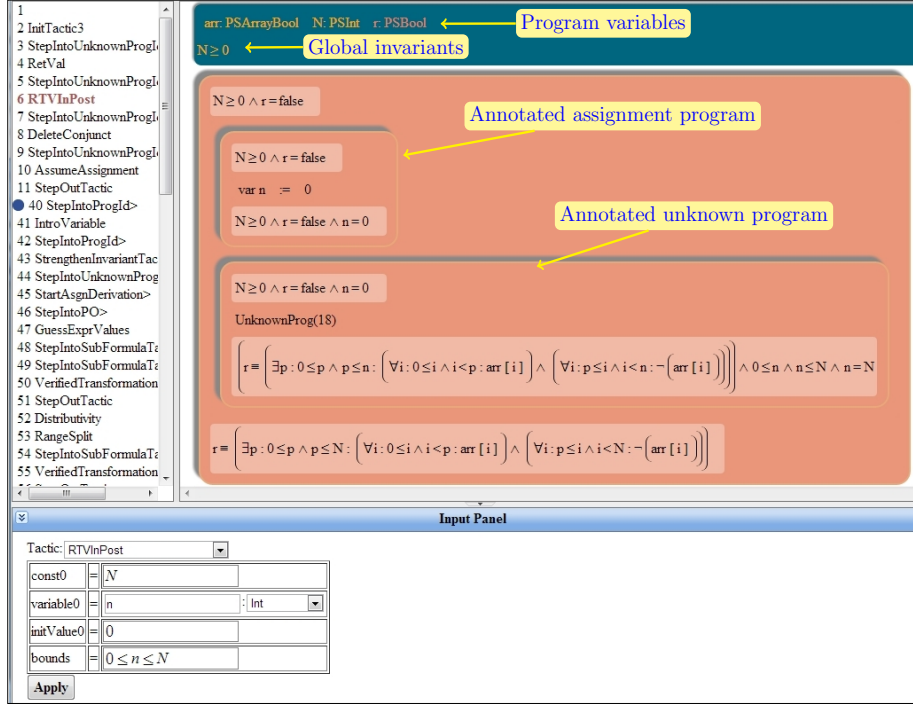 1
2 InitTactic3
3 StepIntoUnknownProgI
4 RetVal
5 StepIntoUnknownProgI
6 RTVInPost
7 StepIntoUnknownProgI
8 DeleteConjunct
9 StepIntoUnknownProgI
10 AssumeAssignment
11 StepOutTactic
40 StepIntoProgId>
41 IntroVariable
42 StepIntoProgId>
43 StrengthenInvariantTac
44 StepIntoUnknownProg
45 StartAsgnDerivation>
46 StepIntoPO>
47 GuessExprValues
48 StepIntoSubFormulaTa
49 StepIntoSubFormulaTa
50 VerifiedTransformation
51 StepOutTactic
52 Distributivity
53 RangeSplit
54 StepIntoSubFormulaTa
55 VerifiedTransformation
arr: PSArrayBool N: PSInt r: PSBool
Program variables
N ≥ 0
Global invariants
N ≥ 0 ∧ r = false
Annotated assignment program
N ≥ 0 ∧ r = false
var n := 0
N ≥ 0 ∧ r = false ∧ n = 0
Annotated unknown program
N ≥ 0 ∧ r = false ∧ n = 0
UnknownProg(18)
(r ≡ (∃p : 0 ≤ p ∧ p ≤ n : (∀i : 0 ≤ i ∧ i < p : arr [ i ]) ∧ (∀i : p ≤ i ∧ i < n : ¬(arr [ i ])))) ∧ 0 ≤ n ∧ n ≤ N ∧ n = N
r ≡ (∃p : 0 ≤ p ∧ p ≤ N : (∀i : 0 ≤ i ∧ i < p : arr [ i ]) ∧ (∀i : p ≤ i ∧ i < N : ¬(arr [ i ])))
Input Panel
Tactic: RTVInPost
const0 = N
variable0 = n : Int
initValue0 = 0
bounds = 0 ≤ n ≤ N
Apply